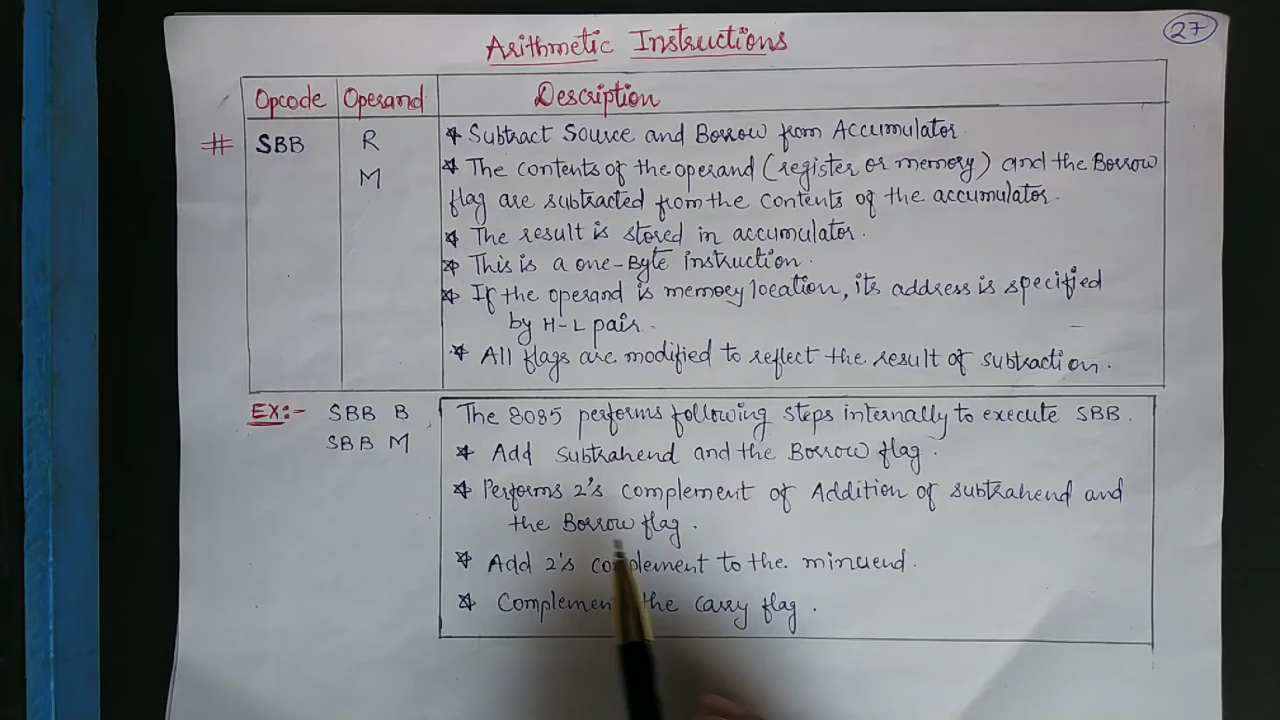 27
Arithmetic Instructions
Opcode Operand Description
# SBB R * Subtract Source and Borrow from Accumulator.
M * The contents of the operand (register or memory) and the Borrow
flag are subtracted from the contents of the accumulator.
* The result is stored in accumulator.
* This is a one-Byte instruction.
* If the operand is memory location, its address is specified
by H-L pair.
* All flags are modified to reflect the result of subtraction.
EX:- SBB B, The 8085 performs following steps internally to execute SBB.
SBB M * Add subtrahend and the Borrow flag.
* Performs 2's complement of Addition of subtrahend and
the Borrow flag.
* Add 2's complement to the minuend.
* Complement the carry flag.